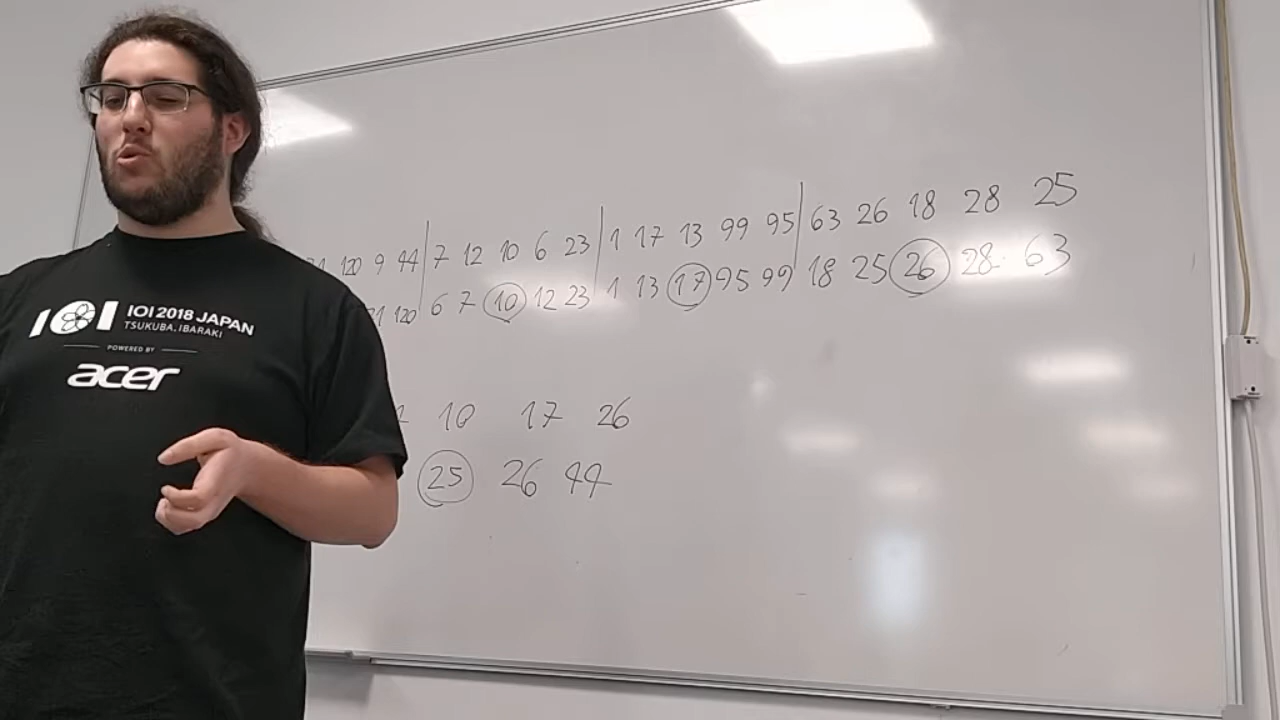 IOI IOI 2018 JAPAN
TSUKUBA, IBARAKI
POWERED BY
acer
120 9 44 | 7 12 10 6 23 | 1 17 13 99 95 | 63 26 18 28 25
120 6 7 10 12 23 1 13 17 95 99 18 25 26 28 63
10 17 26
25 26 44